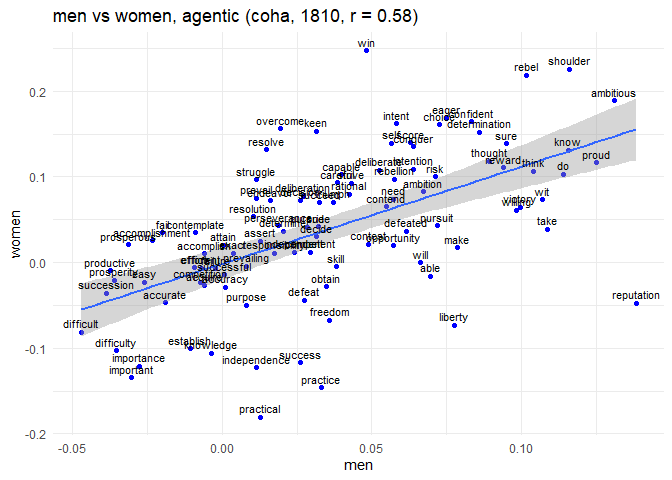 men vs women, agentic (coha, 1810, r = 0.58)
win
shoulder
rebel
0.2
ambitious
eager
intent
confident
choice
overcome
keen
determination
self
score
sure
conquer
resolve
know
women
0.1
struggle
capable
deliberate
intention
thought
reward
think
proud
do
rebellion
risk
rational
deliberation
ambition
prevail
need
wit
contend
victory
resolution
perseverance
decide
pursuit
take
fail
contemplate
accomplishment
defeated
prosperous
attain
assert
contest
opportunity
make
0.0
accomplish
prevailing
skill
will
able
productive
prosperity
easy
successful
competition
succession
accurate
accuracy
obtain
purpose
defeat
reputation
freedom
liberty
difficult
-0.1
difficulty
establish
knowledge
importance
important
independence
success
practice
practical
-0.2
-0.05
0.00
0.05
0.10
men